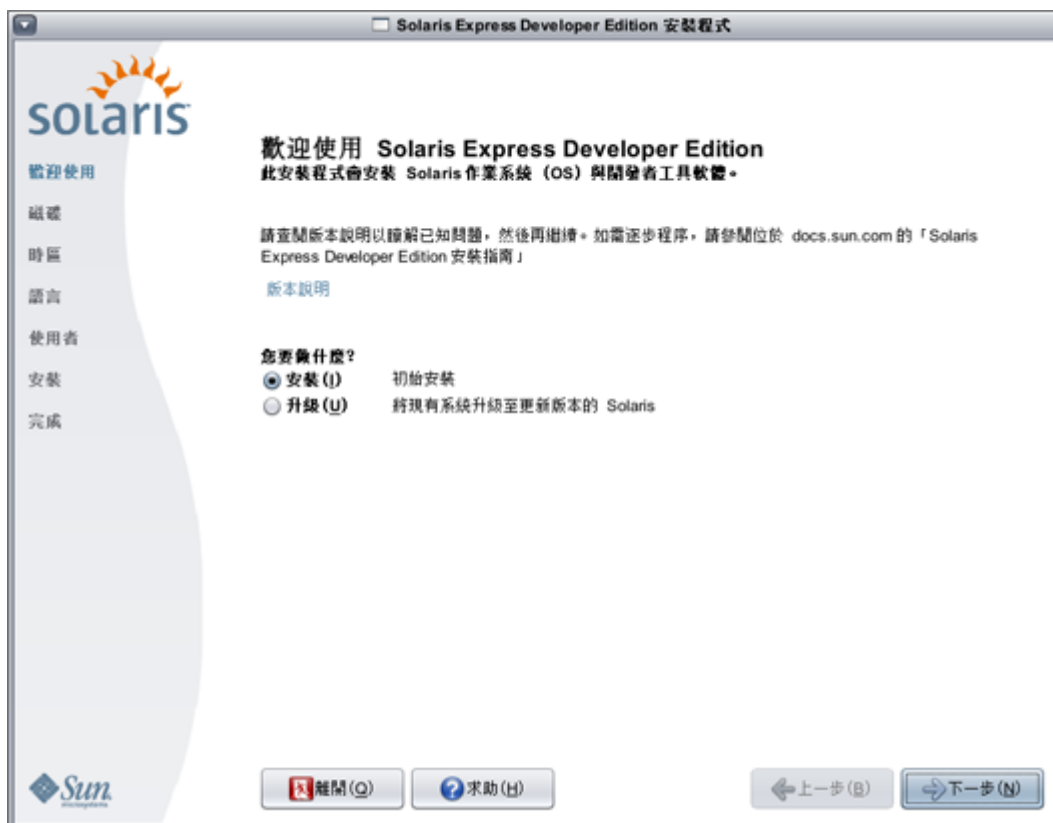 Solaris Express Developer Edition 安裝程式
solaris
歡迎使用
磁碟
時區
語言
使用者
安裝
完成
歡迎使用 Solaris Express Developer Edition
此安裝程式會安裝 Solaris 作業系統 (OS) 與開發者工具軟體。
請查閱版本說明以瞭解已知問題，然後再繼續。如需逐步程序，請參閱位於 docs.sun.com 的「Solaris
Express Developer Edition 安裝指南」
版本說明
您要做什麼?
安裝(I) 初始安裝
升級(U) 將現有系統升級至更新版本的 Solaris
Sun
microsystems
離開(Q)
求助(H)
上一步(B)
下一步(N)